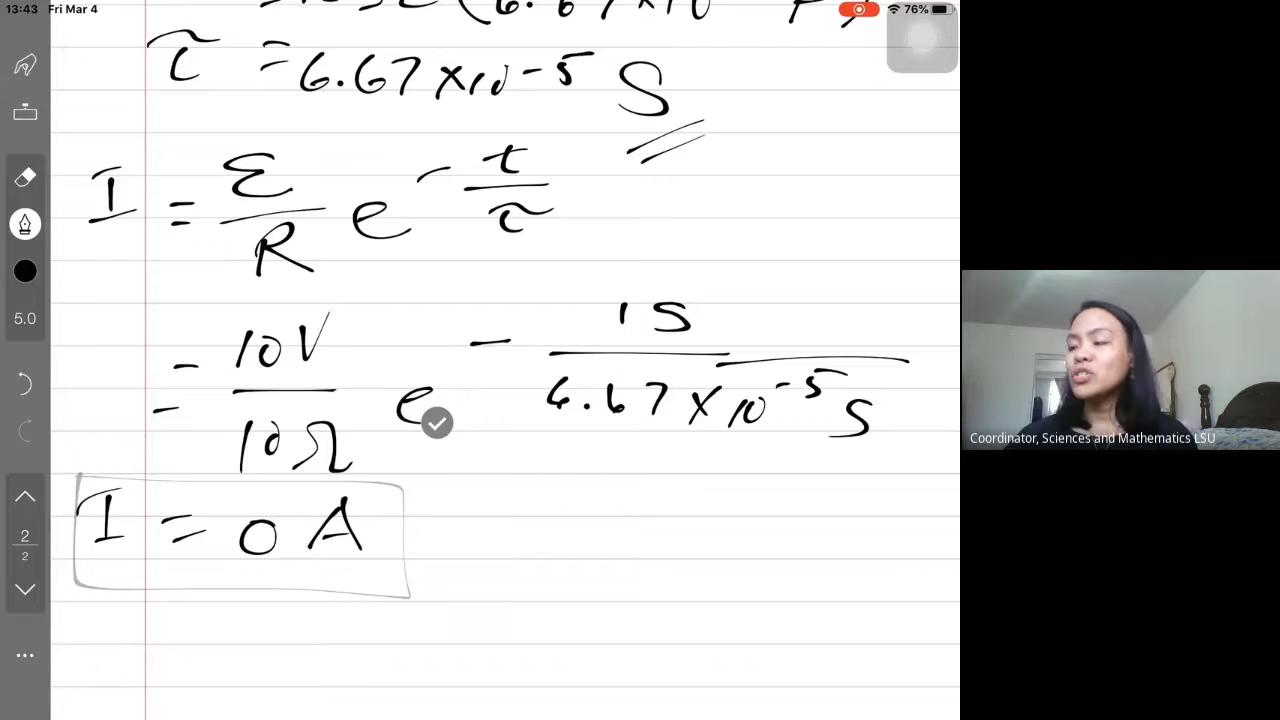 13:43 Fri Mar 4 76%
τ = 6.67 × 10⁻⁵ S
I = ε/R e^(-t/τ)
= 10V/10Ω e^(-1S/(6.67 × 10⁻⁵ S))
I = 0 A
5.0
2
2
Coordinator, Sciences and Mathematics LSU